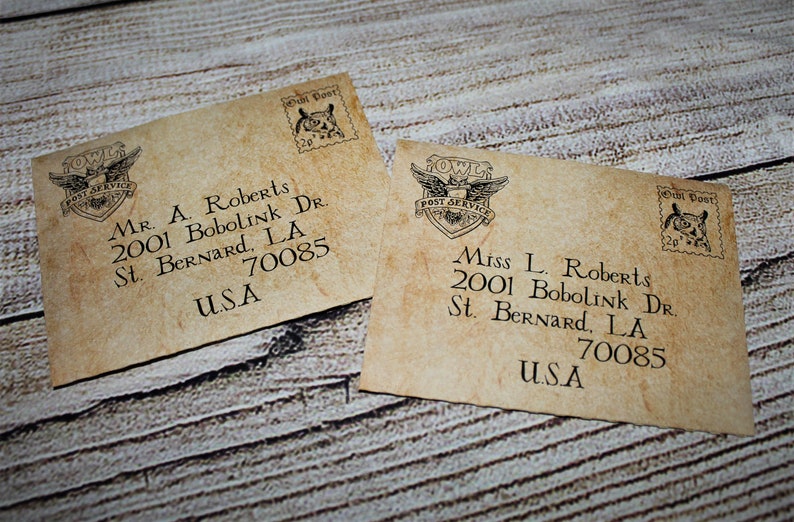 OWL
POST SERVICE
Owl Post
2p
Mr. A. Roberts
2001 Bobolink Dr.
St. Bernard, LA
70085
U.S.A
OWL
POST SERVICE
Owl Post
2p
Miss L. Roberts
2001 Bobolink Dr.
St. Bernard, LA
70085
U.S.A